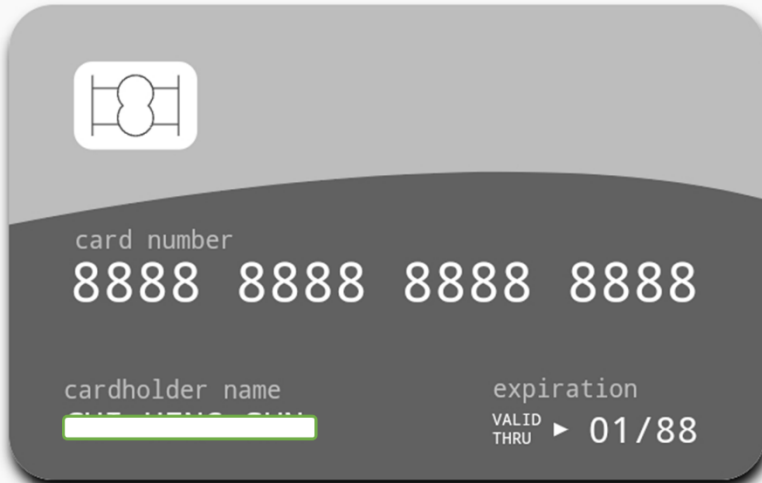 card number
8888 8888 8888 8888
cardholder name
expiration
VALID
THRU ▶ 01/88